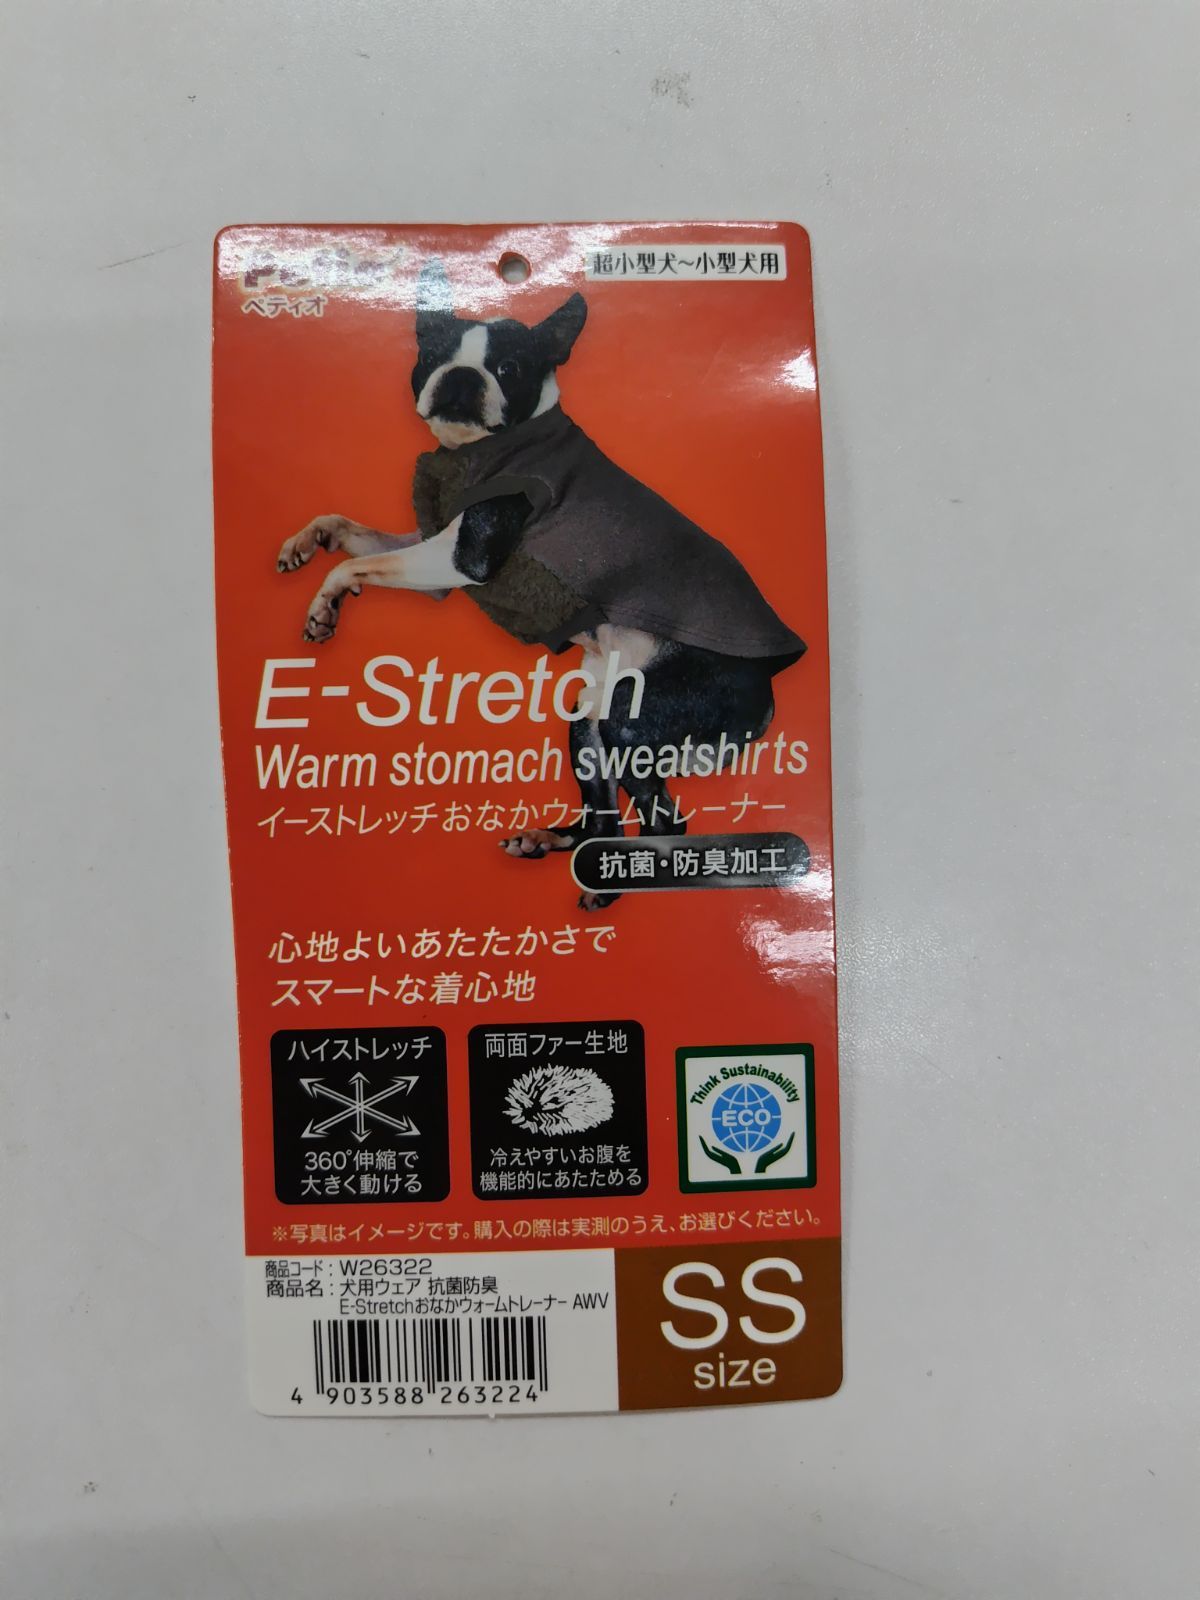 Petio
ペティオ
超小型犬〜小型犬用
E-Stretch
Warm stomach sweatshirts
イーストレッチおなかウォームトレーナー
抗菌・防臭加工
心地よいあたたかさで
スマートな着心地
ハイストレッチ
360°伸縮で
大きく動ける
両面ファー生地
冷えやすいお腹を
機能的にあたためる
Think Sustainability
ECO
※写真はイメージです。購入の際は実測のうえ、お選びください。
商品コード：W26322
商品名：犬用ウェア 抗菌防臭
E-Stretchおなかウォームトレーナー AWV
4 903588 263224
SS
size